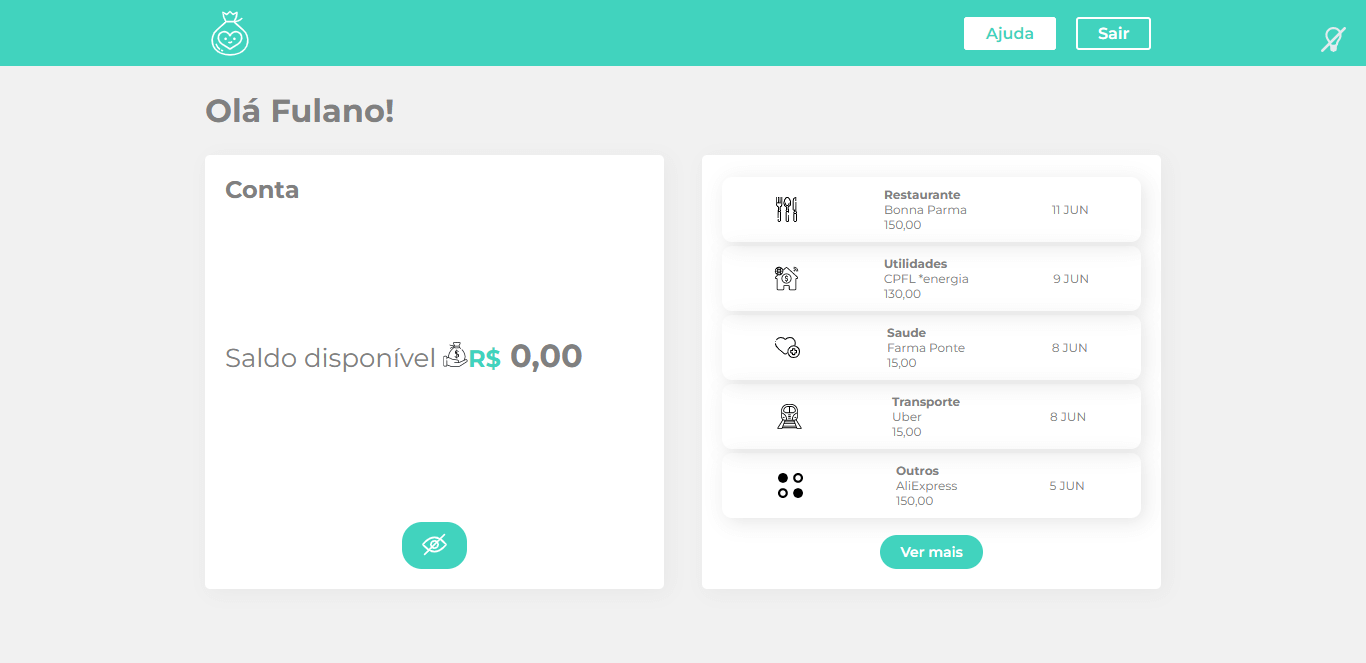 Ajuda
Sair
Olá Fulano!
Conta
Saldo disponível R$ 0,00
Restaurante
Bonna Parma
150,00
11 JUN
Utilidades
CPFL *energia
130,00
9 JUN
Saude
Farma Ponte
15,00
8 JUN
Transporte
Uber
15,00
8 JUN
Outros
AliExpress
150,00
5 JUN
Ver mais